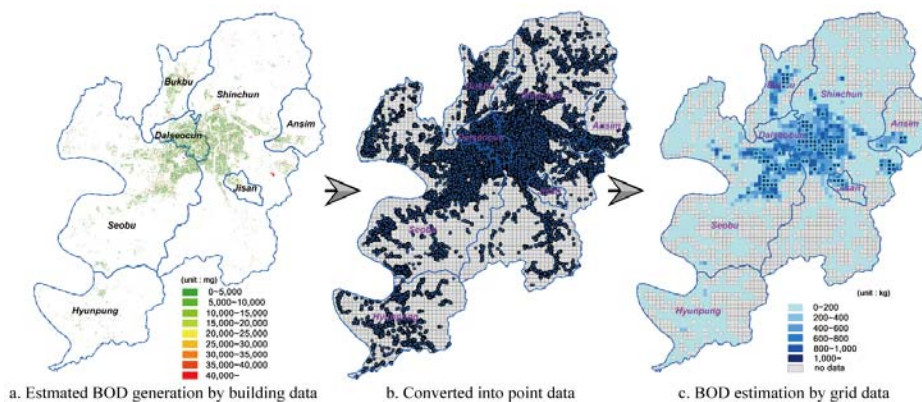 Bukbu
Shinchun
Dalseocun
Ansim
Jisan
Seobu
Hyunpung
(unit : mg)
0~5,000
5,000~10,000
10,000~15,000
15,000~20,000
20,000~25,000
25,000~30,000
30,000~35,000
35,000~40,000
40,000~
a. Estmated BOD generation by building data
Ansim
Seobu
Hyunpung
b. Converted into point data
Shinchun
Dalseocun
Ansim
Seobu
Hyunpung
(unit : kg)
0~200
200~400
400~600
600~800
800~1,000
1,000~
no data
c. BOD estimation by grid data